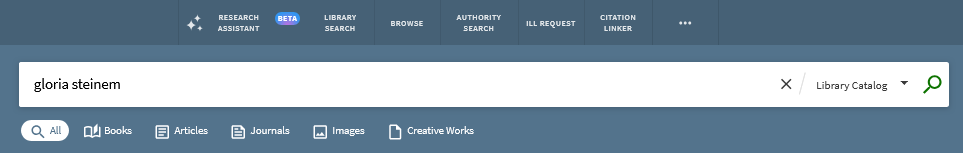 RESEARCH ASSISTANT
BETA
LIBRARY SEARCH
BROWSE
AUTHORITY SEARCH
ILL REQUEST
CITATION LINKER
gloria steinem
Library Catalog
All
Books
Articles
Journals
Images
Creative Works